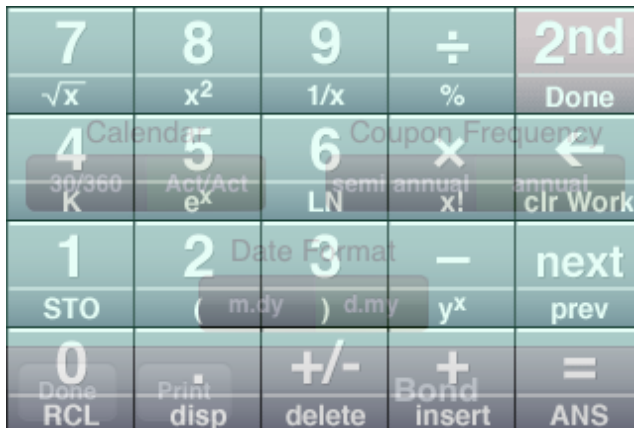 7 8 9 ÷ 2nd
√x x² 1/x % Done
Calendar Coupon Frequency
4 5 6 × ←
30/360 Act/Act semi annual annual
K eˣ LN x! clr Work
1 2 3 − next
Date Format
STO ( ) yˣ prev
m.dy d.my
0 . +/- + =
Done Print Bond
RCL disp delete insert ANS